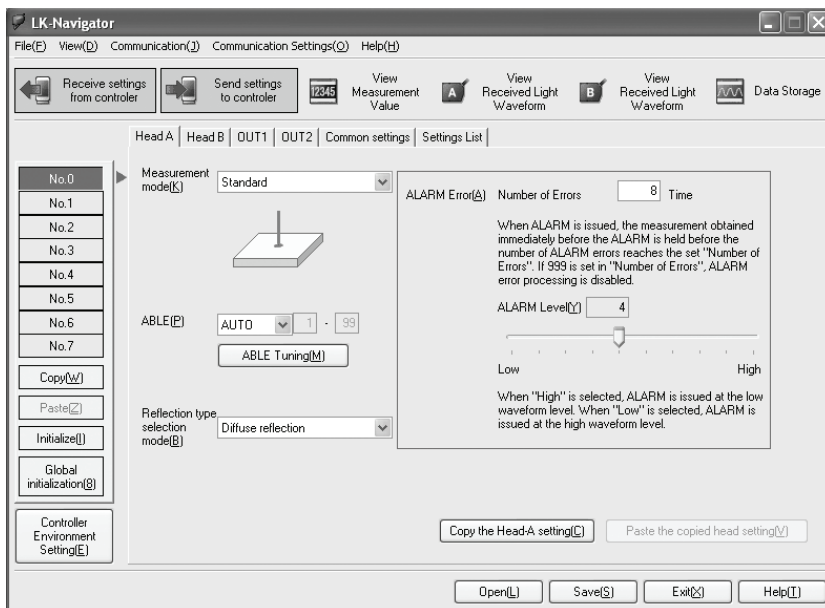 LK-Navigator
File(F) View(D) Communication(J) Communication Settings(O) Help(H)
Receive settings
from controler
Send settings
to controler
12345
View
Measurement
Value
A
View
Received Light
Waveform
B
View
Received Light
Waveform
Data Storage
Head A Head B OUT1 OUT2 Common settings Settings List
No.0
No.1
No.2
No.3
No.4
No.5
No.6
No.7
Copy(W)
Paste(Z)
Initialize(I)
Global
initialization(8)
Controller
Environment
Setting(E)
Measurement
mode(K)
Standard
ABLE(P)
AUTO 1 - 99
ABLE Tuning(M)
Reflection type
selection
mode(B)
Diffuse reflection
ALARM Error(A) Number of Errors 8 Time
When ALARM is issued, the measurement obtained
immediately before the ALARM is held before the
number of ALARM errors reaches the set "Number of
Errors". If 999 is set in "Number of Errors", ALARM
error processing is disabled.
ALARM Level(Y) 4
Low High
When "High" is selected, ALARM is issued at the low
waveform level. When "Low" is selected, ALARM is
issued at the high waveform level.
Copy the Head-A setting(C) Paste the copied head setting(V)
Open(L) Save(S) Exit(X) Help(T)